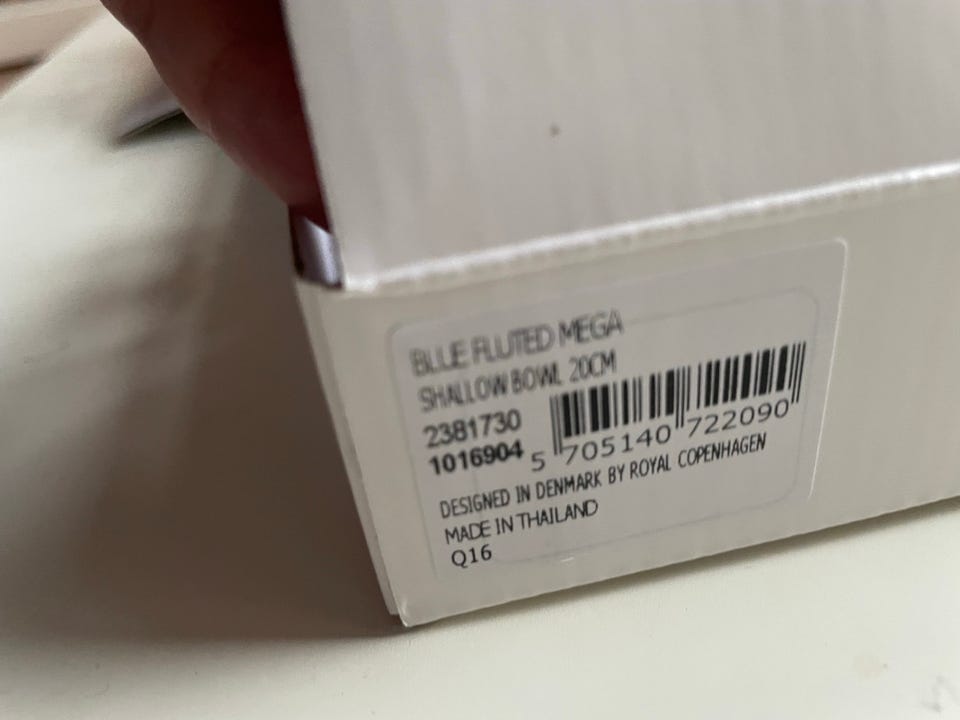 BLUE FLUTED MEGA
SHALLOW BOWL 20CM
2381730
1016904
5 705140 722090
DESIGNED IN DENMARK BY ROYAL COPENHAGEN
MADE IN THAILAND
Q16